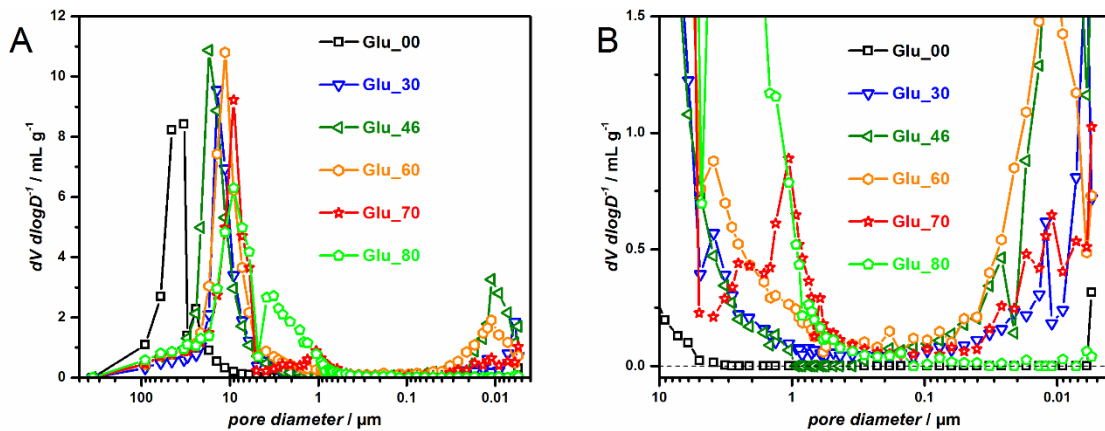 A
dV dlogD⁻¹ / mL g⁻¹
12
10
8
6
4
2
0
Glu_00
Glu_30
Glu_46
Glu_60
Glu_70
Glu_80
100 10 1 0.1 0.01
pore diameter / µm
B
dV dlogD⁻¹ / mL g⁻¹
1.5
1.0
0.5
0.0
Glu_00
Glu_30
Glu_46
Glu_60
Glu_70
Glu_80
10 1 0.1 0.01
pore diameter / µm